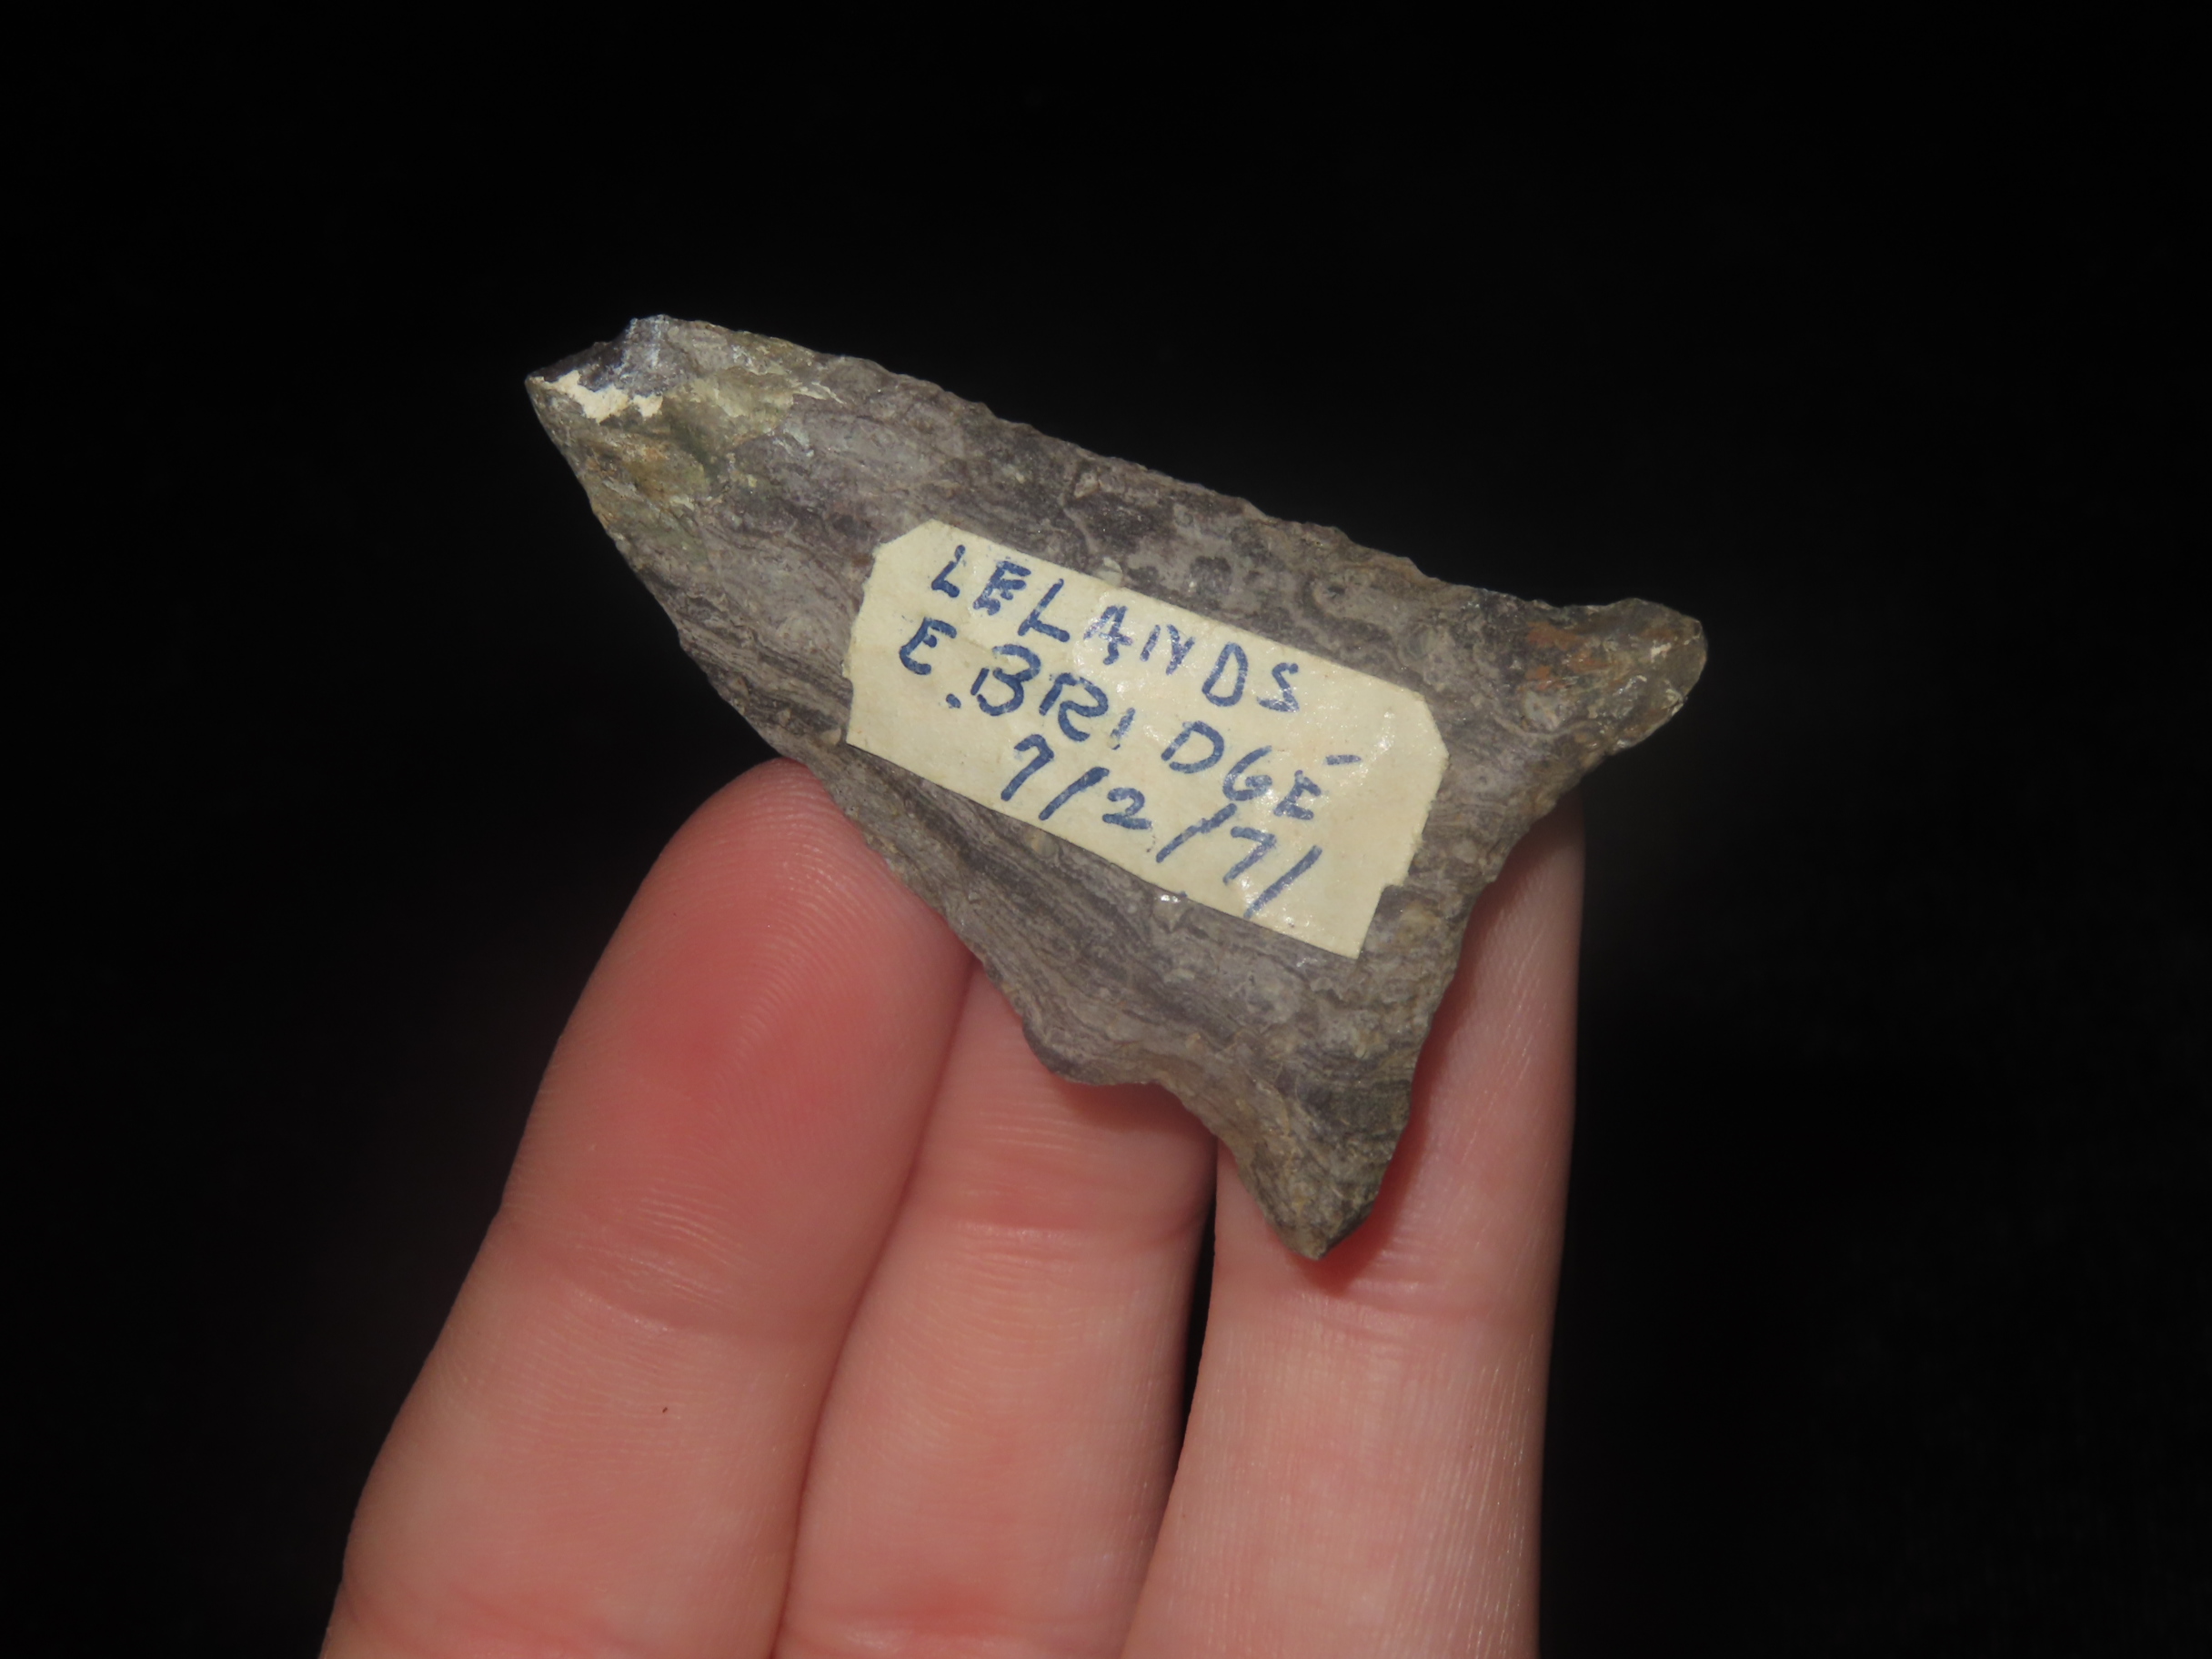 LELANDS
E. BRIDGE
7/2/71